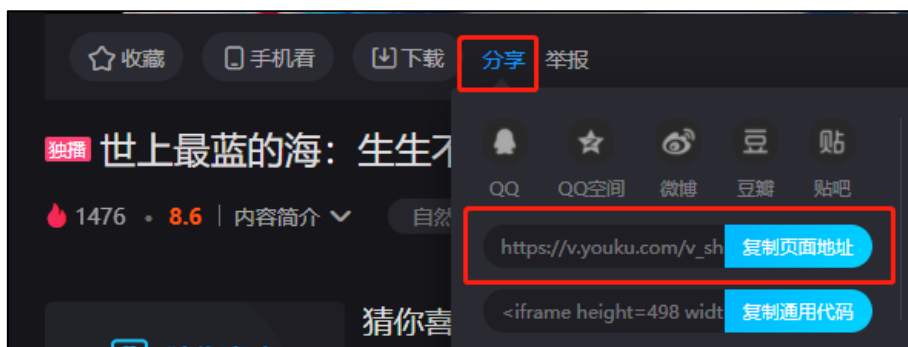 收藏 手机看 下载 分享 举报
独播 世上最蓝的海：生生不
QQ QQ空间 微博 豆瓣 贴吧
豆 贴
1476 • 8.6 内容简介 自然
https://v.youku.com/v_sh 复制页面地址
<iframe height=498 widt 复制通用代码
猜你喜